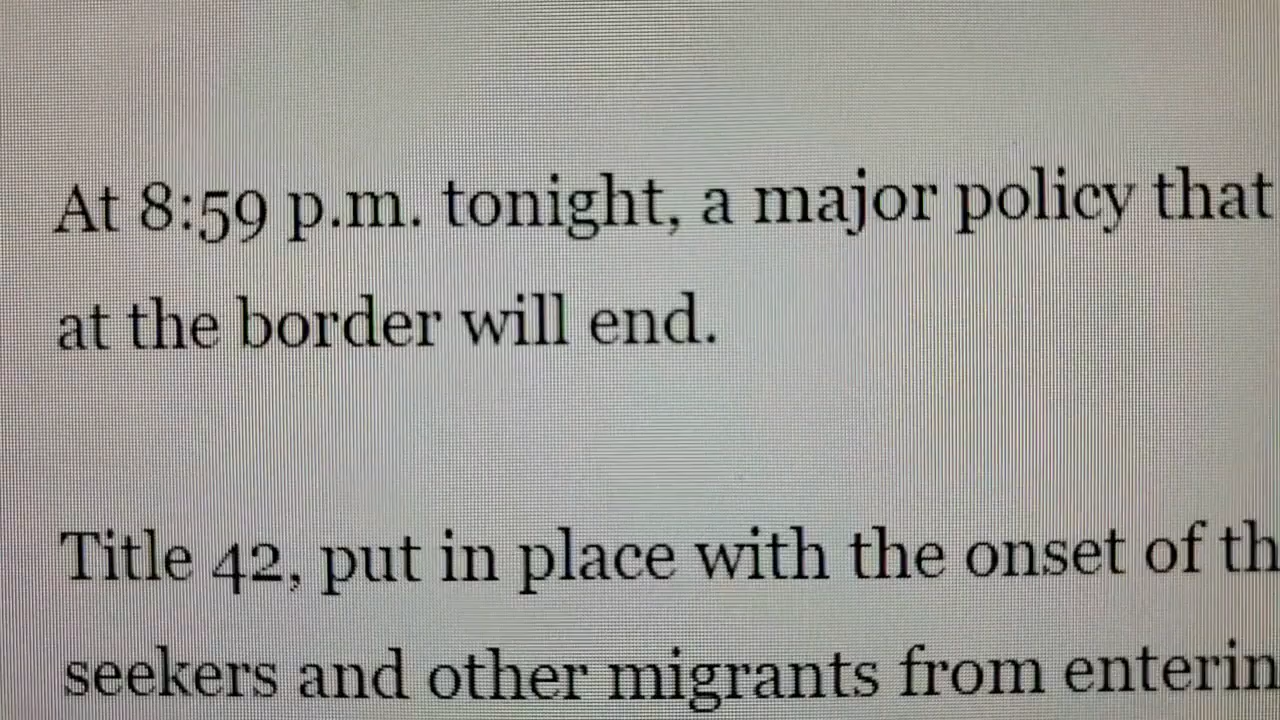 At 8:59 p.m. tonight, a major policy that
at the border will end.
Title 42, put in place with the onset of th
seekers and other migrants from enterin